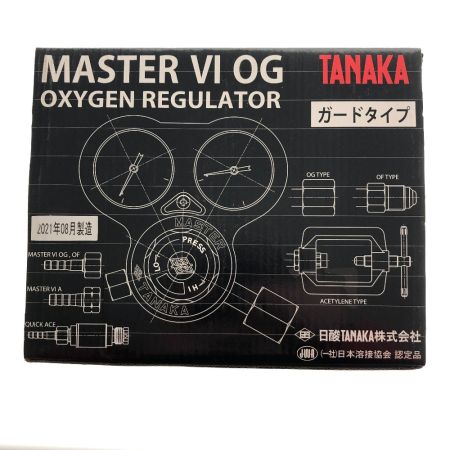 MASTER VI OG
TANAKA
OXYGEN REGULATOR
ガードタイプ
OG TYPE
OF TYPE
2021年08月製造
MASTER
PRESS
LO
HI
TANAKA
MASTER VI OG, OF
MASTER VI A
QUICK ACE
ACETYLENE TYPE
日酸TANAKA株式会社
JWA
(一社)日本溶接協会 認定品